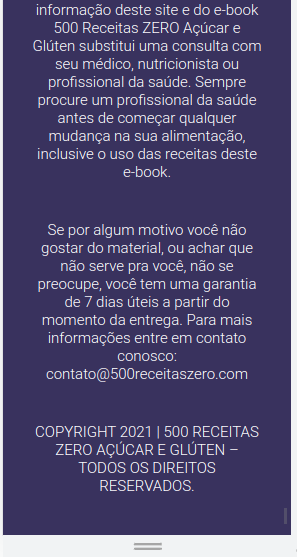 informação deste site e do e-book
500 Receitas ZERO Açúcar e
Glúten substitui uma consulta com
seu médico, nutricionista ou
profissional da saúde. Sempre
procure um profissional da saúde
antes de começar qualquer
mudança na sua alimentação,
inclusive o uso das receitas deste
e-book.
Se por algum motivo você não
gostar do material, ou achar que
não serve pra você, não se
preocupe, você tem uma garantia
de 7 dias úteis a partir do
momento da entrega. Para mais
informações entre em contato
conosco:
contato@500receitaszero.com
COPYRIGHT 2021 | 500 RECEITAS
ZERO AÇÚCAR E GLÚTEN –
TODOS OS DIREITOS
RESERVADOS.